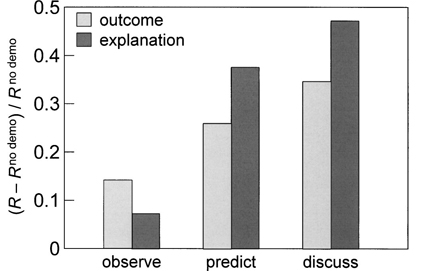 0.5
outcome
explanation
0.4
0.3
0.2
0.1
0
(R – R^no demo) / R^no demo
observe predict discuss